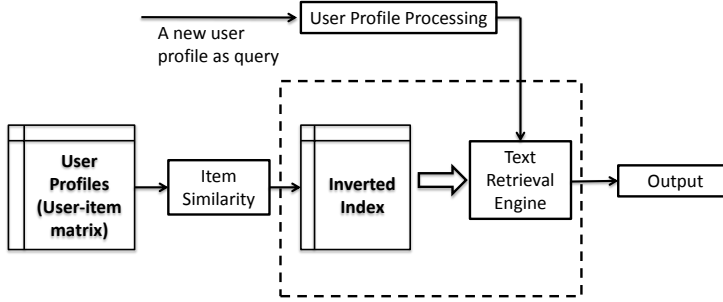 User Profile Processing
A new user
profile as query
User
Profiles
(User-item
matrix)
Item
Similarity
Inverted
Index
Text
Retrieval
Engine
Output